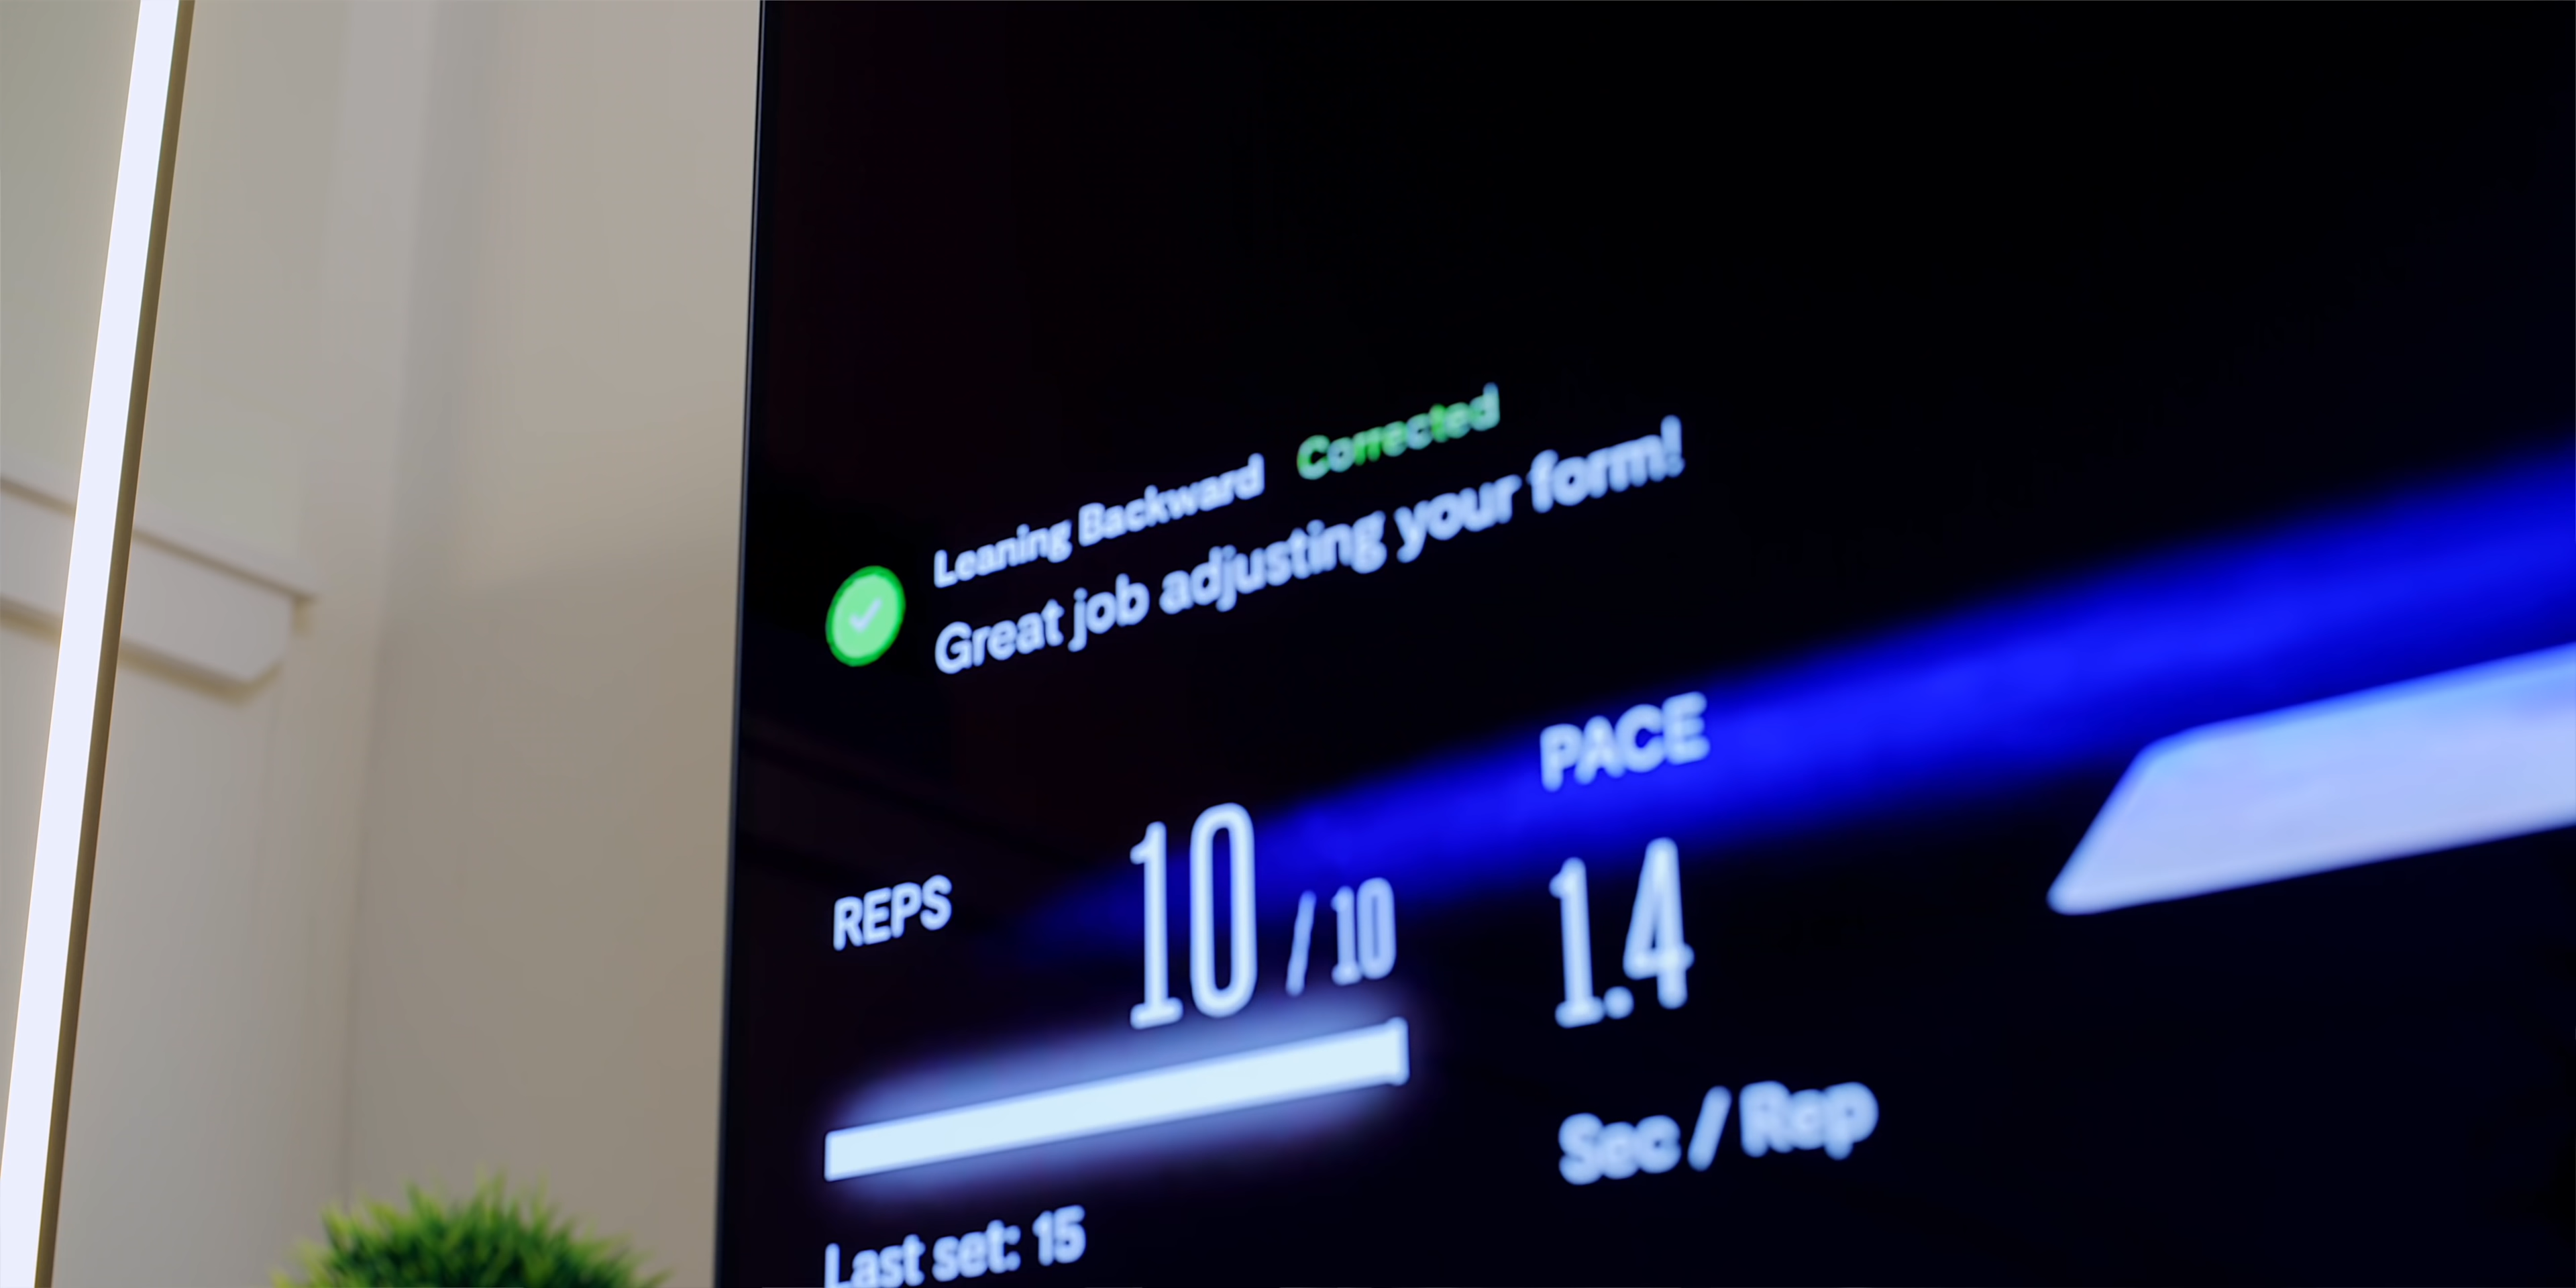 Leaning Backward Corrected
Great job adjusting your form!
REPS 10 / 10
Last set: 15
PACE
1.4
Sec / Rep